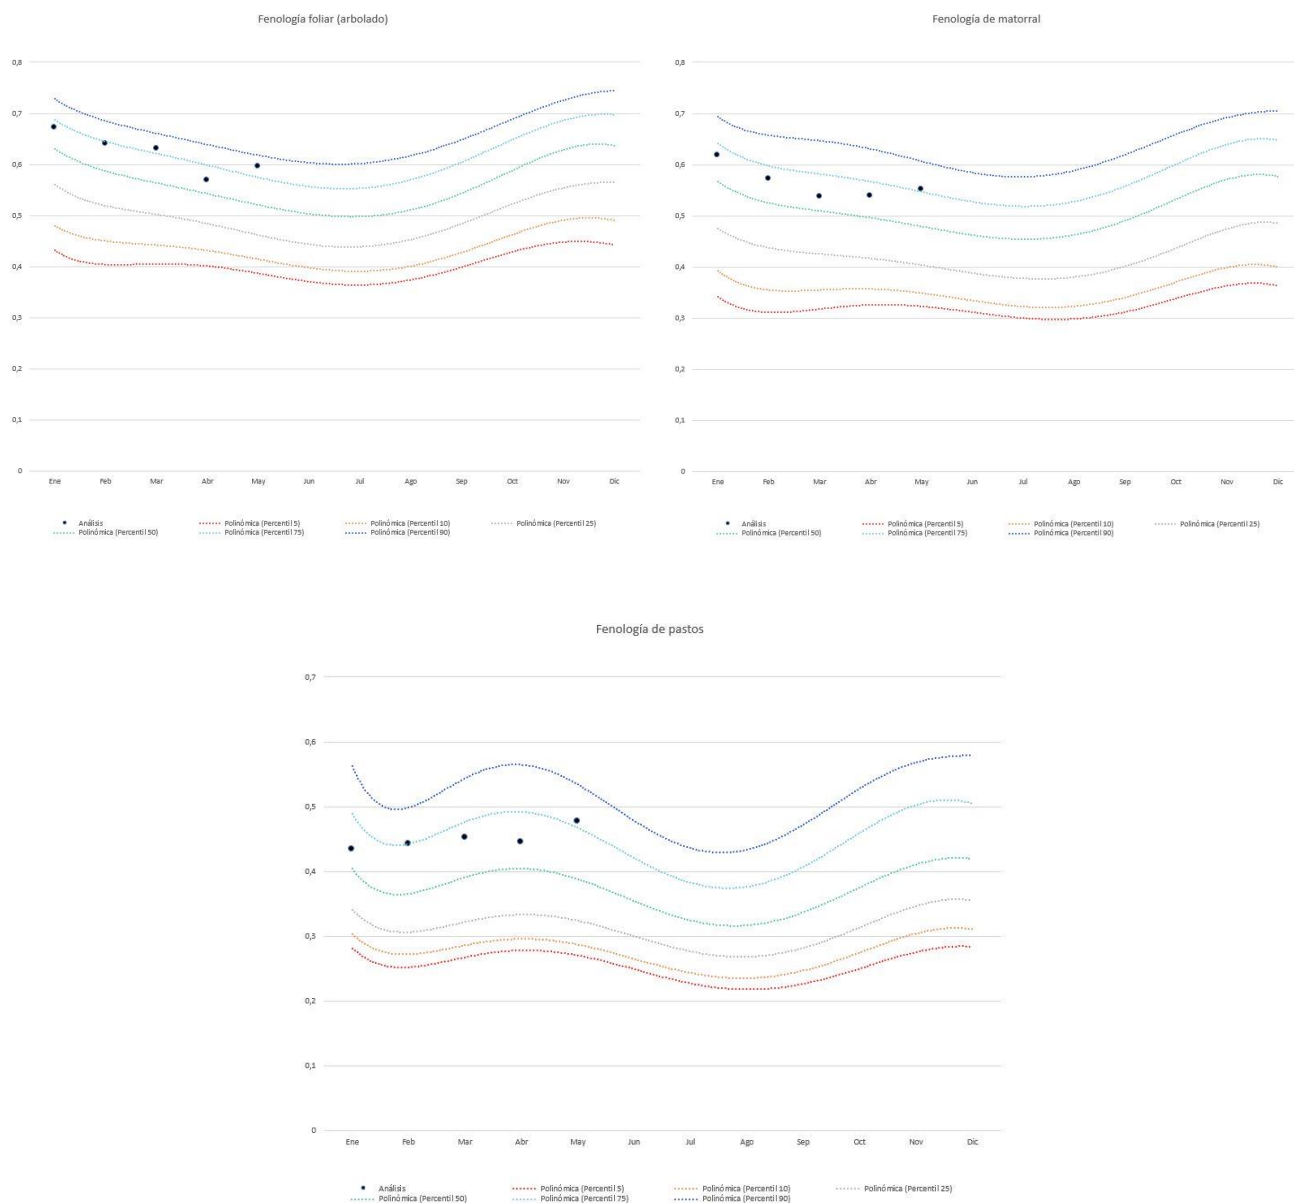 Fenología foliar (arbolado)
0,8
0,7
0,6
0,5
0,4
0,3
0,2
0,1
0
Ene Feb Mar Abr May Jun Jul Ago Sep Oct Nov Dic
Análisis Polinómica (Percentil 5) Polinómica (Percentil 10) Polinómica (Percentil 25)
Polinómica (Percentil 50) Polinómica (Percentil 75) Polinómica (Percentil 90)
Fenología de matorral
0,8
0,7
0,6
0,5
0,4
0,3
0,2
0,1
0
Ene Feb Mar Abr May Jun Jul Ago Sep Oct Nov Dic
Análisis Polinómica (Percentil 5) Polinómica (Percentil 10) Polinómica (Percentil 25)
Polinómica (Percentil 50) Polinómica (Percentil 75) Polinómica (Percentil 90)
Fenología de pastos
0,7
0,6
0,5
0,4
0,3
0,2
0,1
0
Ene Feb Mar Abr May Jun Jul Ago Sep Oct Nov Dic
Análisis Polinómica (Percentil 5) Polinómica (Percentil 10) Polinómica (Percentil 25)
Polinómica (Percentil 50) Polinómica (Percentil 75) Polinómica (Percentil 90)